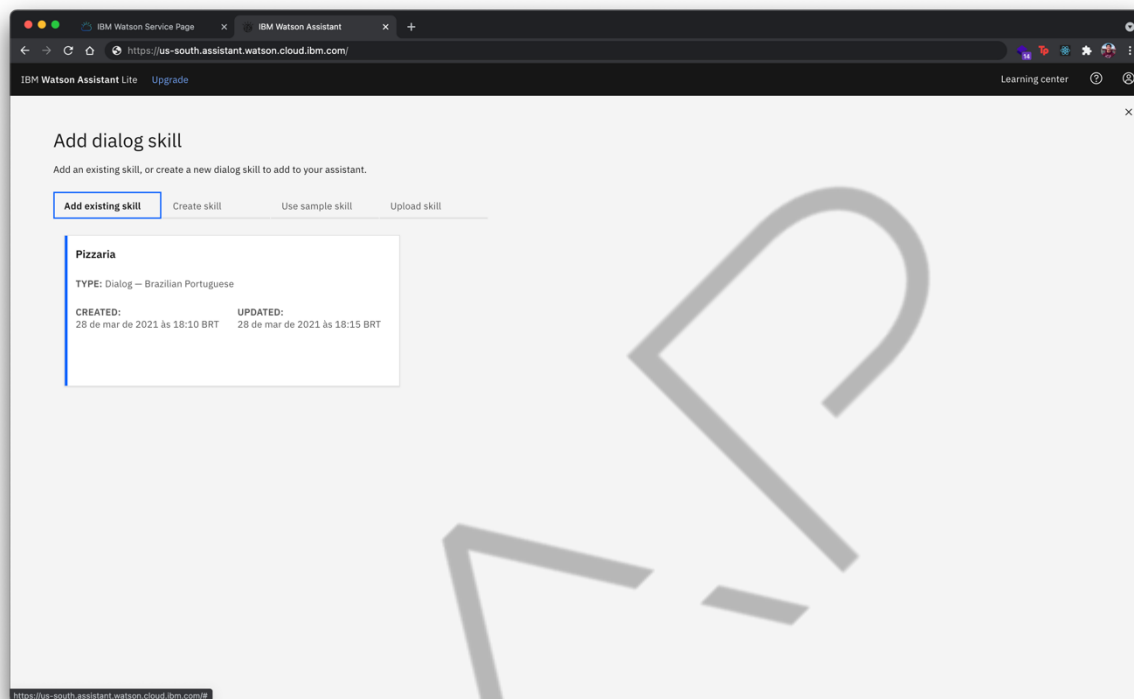 IBM Watson Service Page
IBM Watson Assistant
https://us-south.assistant.watson.cloud.ibm.com/
14
IBM Watson Assistant Lite Upgrade
Learning center
Add dialog skill
Add an existing skill, or create a new dialog skill to add to your assistant.
Add existing skill Create skill Use sample skill Upload skill
Pizzaria
TYPE: Dialog — Brazilian Portuguese
CREATED: UPDATED:
28 de mar de 2021 às 18:10 BRT 28 de mar de 2021 às 18:15 BRT
https://us-south.assistant.watson.cloud.ibm.com/#